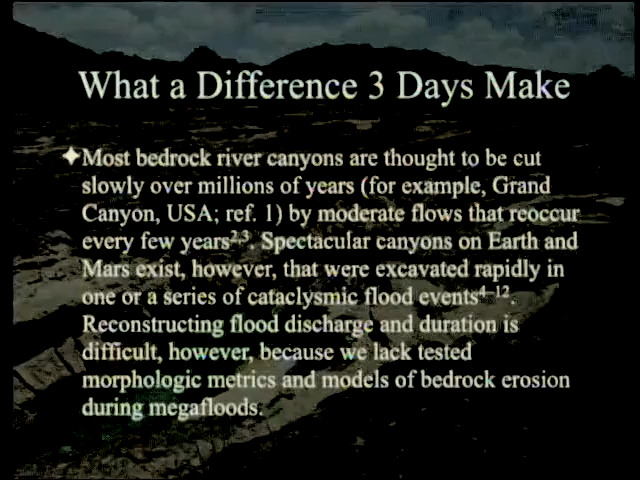 What a Difference 3 Days Make
✦Most bedrock river canyons are thought to be cut
slowly over millions of years (for example, Grand
Canyon, USA; ref. 1) by moderate flows that reoccur
every few years2,3. Spectacular canyons on Earth and
Mars exist, however, that were excavated rapidly in
one or a series of cataclysmic flood events4–12.
Reconstructing flood discharge and duration is
difficult, however, because we lack tested
morphologic metrics and models of bedrock erosion
during megafloods.